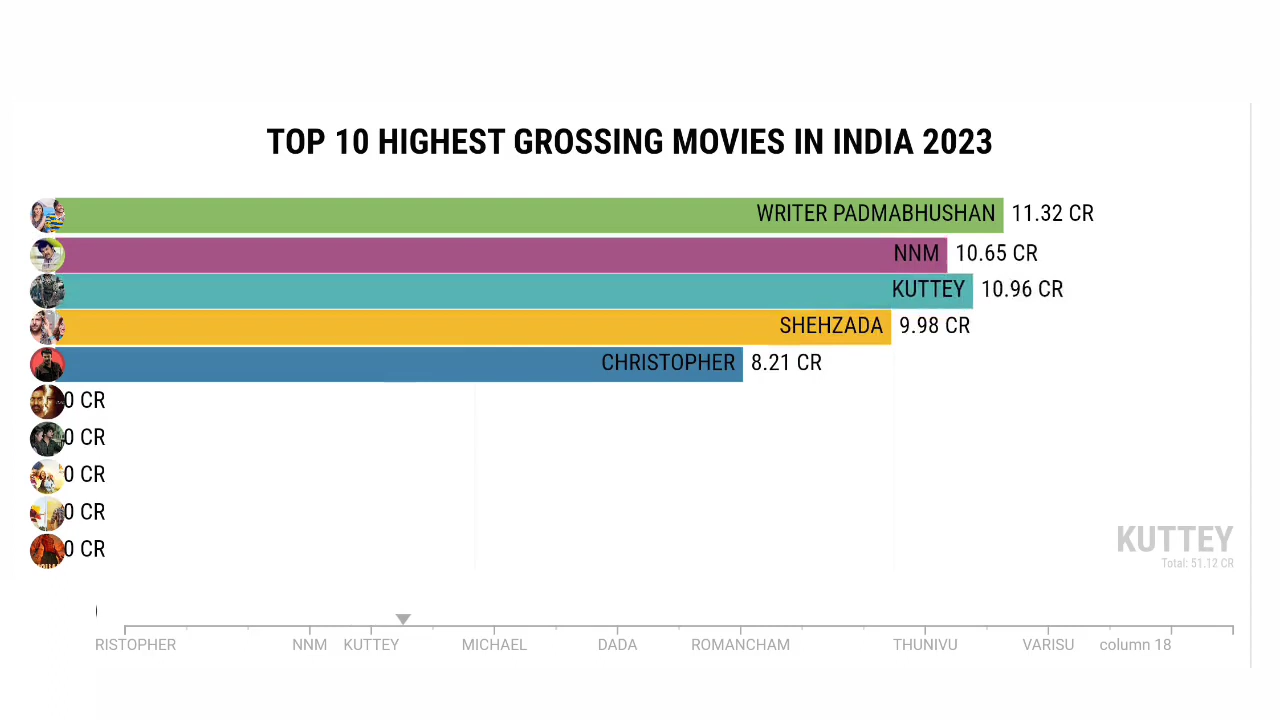 TOP 10 HIGHEST GROSSING MOVIES IN INDIA 2023
WRITER PADMABHUSHAN 11.32 CR
NNM 10.65 CR
KUTTEY 10.96 CR
SHEHZADA 9.98 CR
CHRISTOPHER 8.21 CR
0 CR
0 CR
0 CR
0 CR
0 CR
KUTTEY
Total: 51.12 CR
RISTOPHER NNM KUTTEY MICHAEL DADA ROMANCHAM THUNIVU VARISU column 18